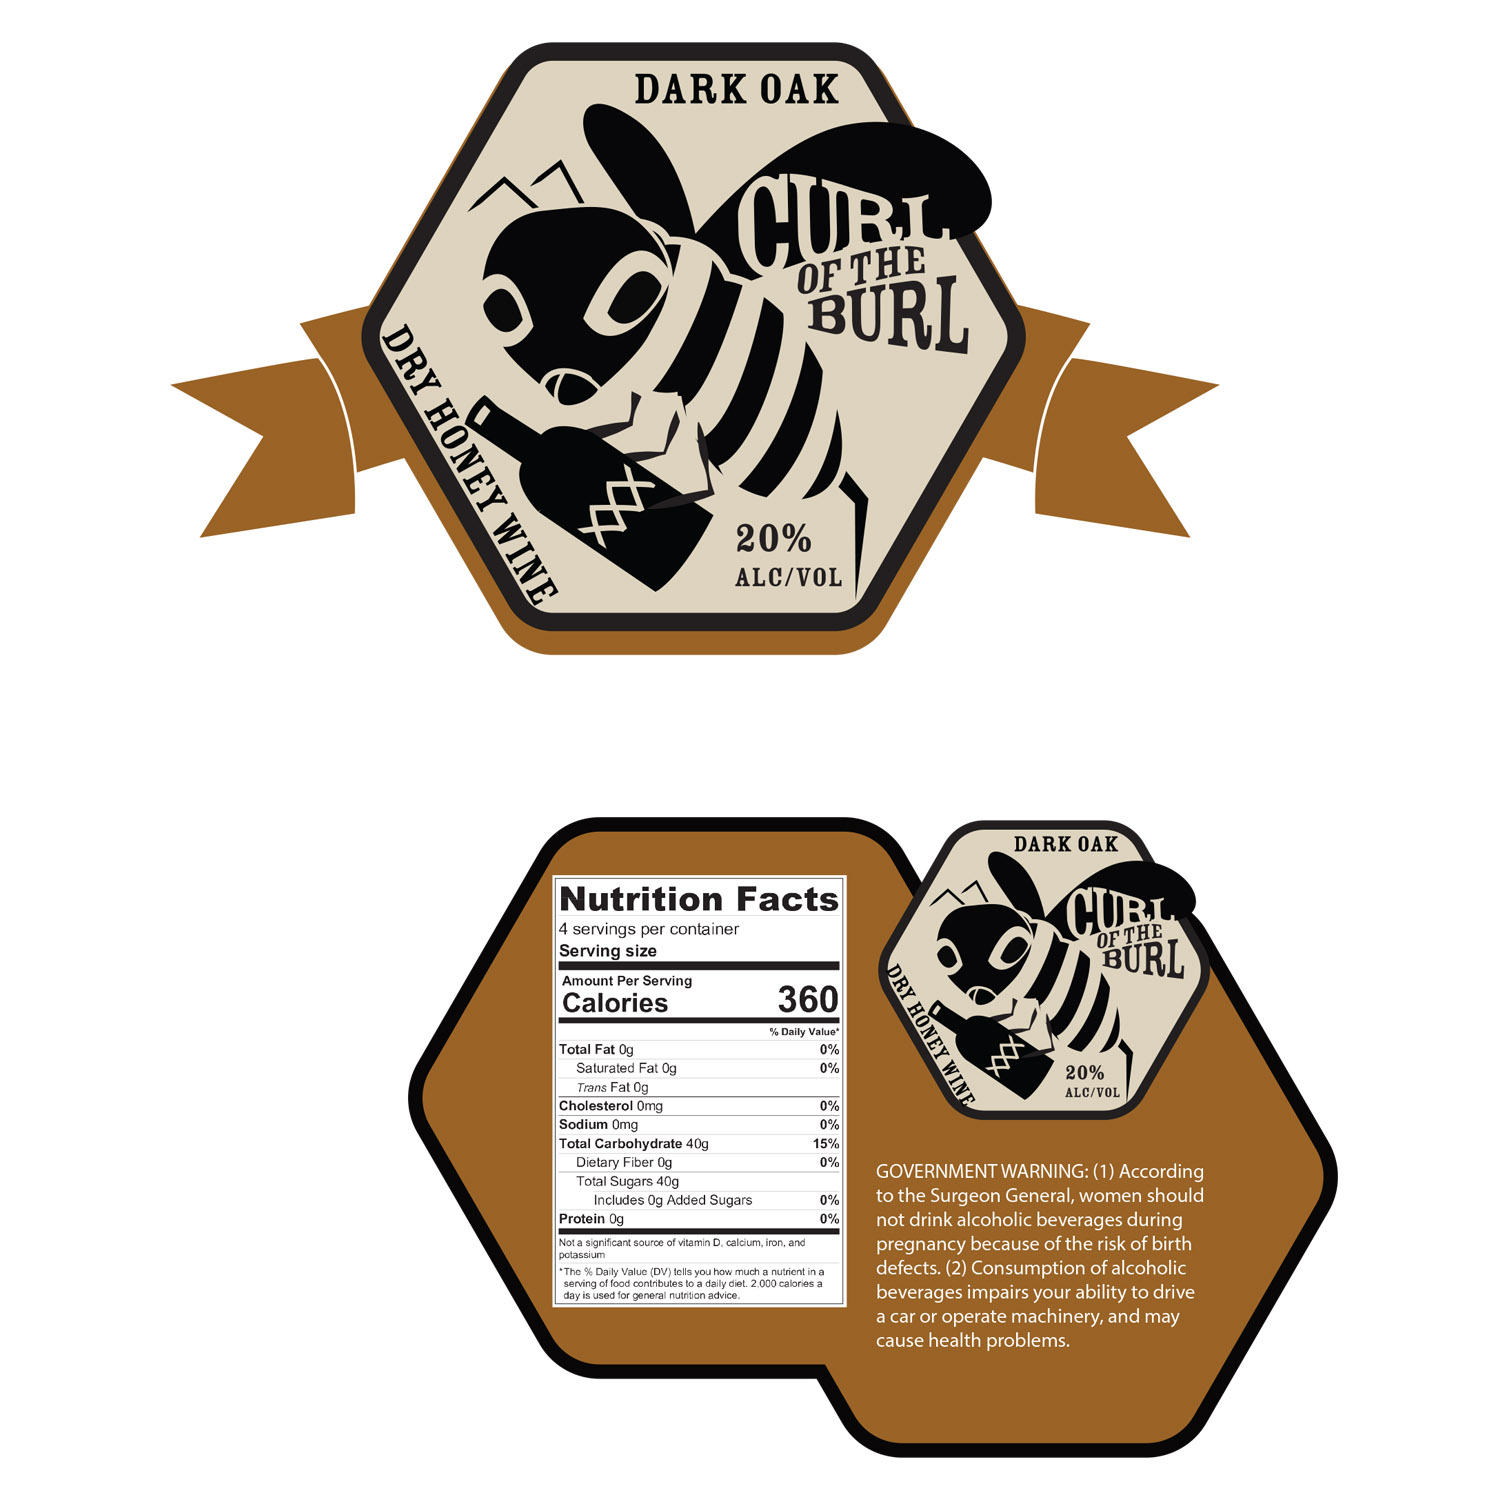 DARK OAK
CURL
OF THE
BURL
DRY HONEY WINE
20%
ALC/VOL
Nutrition Facts
4 servings per container
Serving size
Amount Per Serving
Calories 360
% Daily Value*
Total Fat 0g 0%
Saturated Fat 0g 0%
Trans Fat 0g
Cholesterol 0mg 0%
Sodium 0mg 0%
Total Carbohydrate 40g 15%
Dietary Fiber 0g 0%
Total Sugars 40g
Includes 0g Added Sugars 0%
Protein 0g 0%
Not a significant source of vitamin D, calcium, iron, and
potassium
*The % Daily Value (DV) tells you how much a nutrient in a
serving of food contributes to a daily diet. 2,000 calories a
day is used for general nutrition advice.
DARK OAK
CURL
OF THE
BURL
DRY HONEY WINE
20%
ALC/VOL
GOVERNMENT WARNING: (1) According
to the Surgeon General, women should
not drink alcoholic beverages during
pregnancy because of the risk of birth
defects. (2) Consumption of alcoholic
beverages impairs your ability to drive
a car or operate machinery, and may
cause health problems.